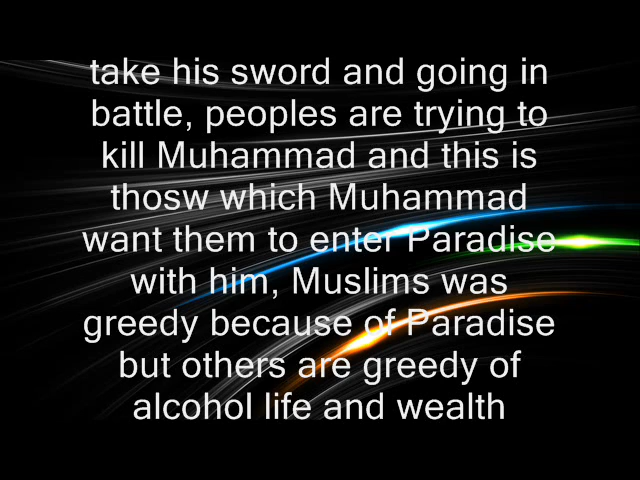 take his sword and going in
battle, peoples are trying to
kill Muhammad and this is
thosw which Muhammad
want them to enter Paradise
with him, Muslims was
greedy because of Paradise
but others are greedy of
alcohol life and wealth